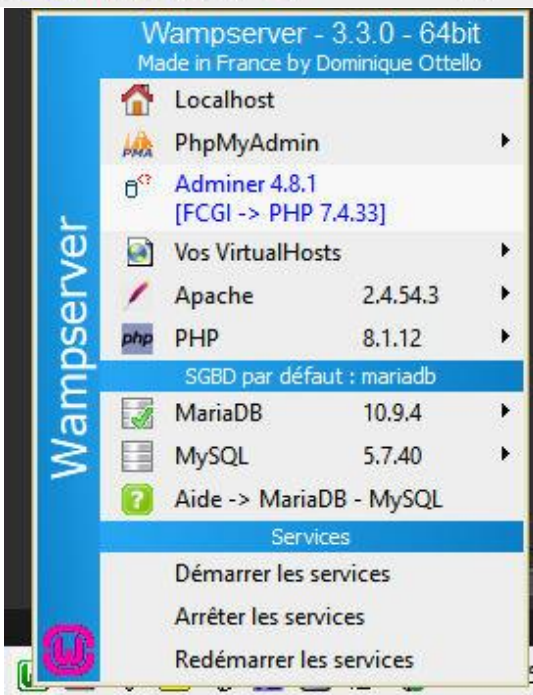 Wampserver - 3.3.0 - 64bit
Made in France by Dominique Ottello
Wampserver
Localhost
PMA PhpMyAdmin
Adminer 4.8.1
[FCGI -> PHP 7.4.33]
Vos VirtualHosts
Apache 2.4.54.3
php PHP 8.1.12
SGBD par défaut : mariadb
MariaDB 10.9.4
MySQL 5.7.40
? Aide -> MariaDB - MySQL
Services
Démarrer les services
Arrêter les services
Redémarrer les services